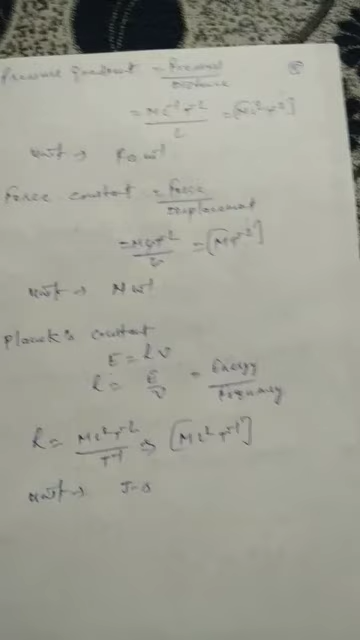 Pressure gradient = Pressure / Distance
= ML⁻¹T⁻² / L = [ML⁻²T⁻²]
unit → Pa m⁻¹
Force constant = Force / Displacement
= MLT⁻² / L = [MT⁻²]
unit → N m⁻¹
Planck's constant
E = hν
h = E / ν = Energy / frequency
h = ML²T⁻² / T⁻¹ ⇒ [ML²T⁻¹]
unit → J-s